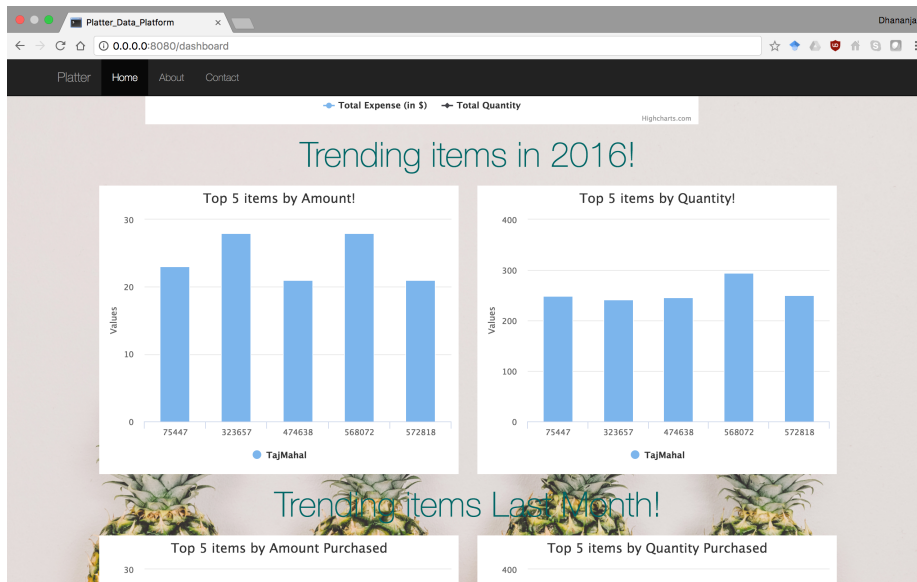 Platter_Data_Platform ×
Dhananja
0.0.0.0:8080/dashboard
Platter Home About Contact
Total Expense (in $) Total Quantity
Highcharts.com
Trending items in 2016!
Top 5 items by Amount!
30
20
10
0
Values
75447 323657 474638 568072 572818
TajMahal
Top 5 items by Quantity!
400
300
200
100
0
Values
75447 323657 474638 568072 572818
TajMahal
Trending items Last Month!
Top 5 items by Amount Purchased
30
Top 5 items by Quantity Purchased
400